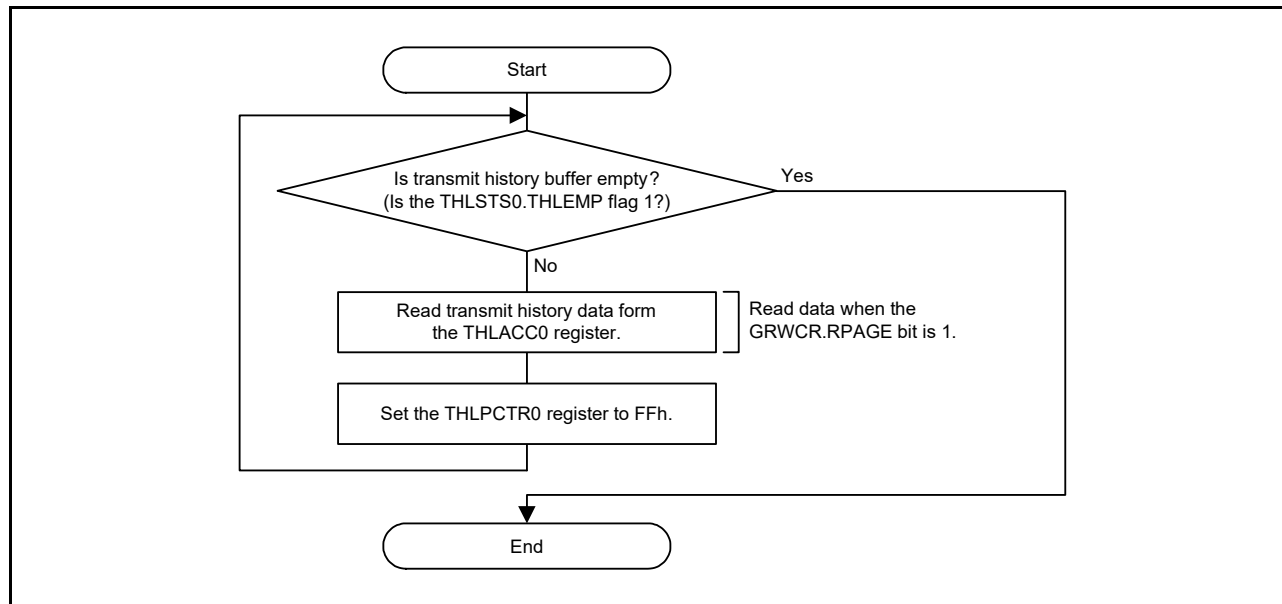 Start
Is transmit history buffer empty?
(Is the THLSTS0.THLEMP flag 1?)
Yes
No
Read transmit history data form
the THLACC0 register.
Read data when the
GRWCR.RPAGE bit is 1.
Set the THLPCTR0 register to FFh.
End